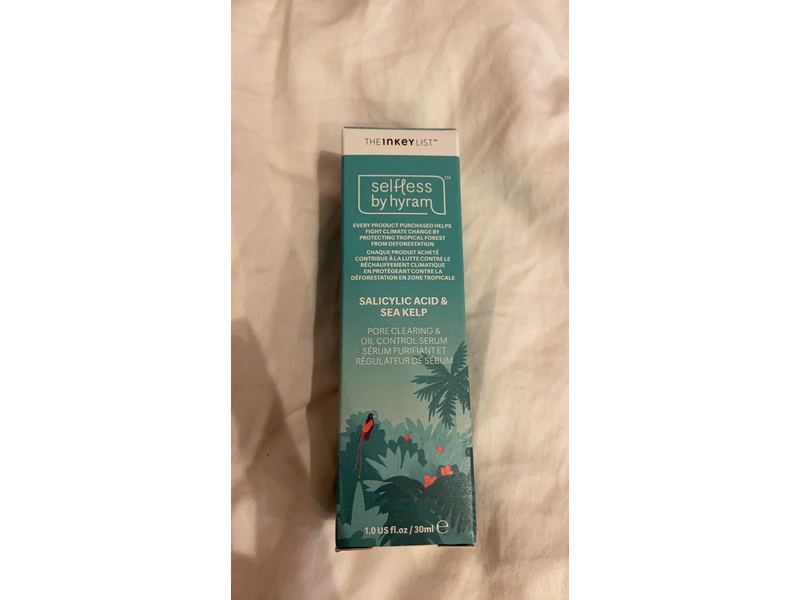 THE INKEY LIST™
selfless
by hyram
TM
EVERY PRODUCT PURCHASED HELPS
FIGHT CLIMATE CHANGE BY
PROTECTING TROPICAL FOREST
FROM DEFORESTATION
CHAQUE PRODUIT ACHETÉ
CONTRIBUE À LA LUTTE CONTRE LE
RÉCHAUFFEMENT CLIMATIQUE
EN PROTÉGEANT CONTRE LA
DÉFORESTATION EN ZONE TROPICALE
SALICYLIC ACID &
SEA KELP
PORE CLEARING &
OIL CONTROL SERUM
SÉRUM PURIFIANT ET
RÉGULATEUR DE SÉBUM
1.0 US fl.oz / 30ml ℮